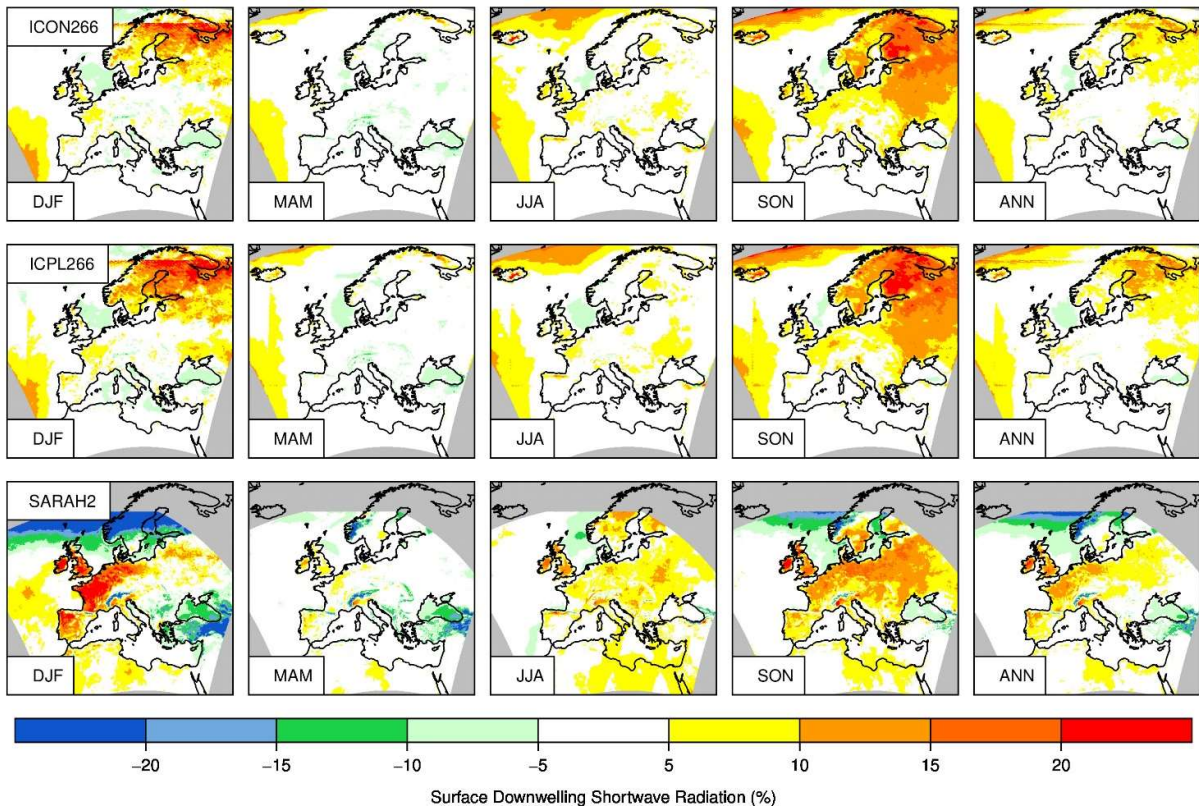 ICON266
DJF MAM JJA SON ANN
ICPL266
DJF MAM JJA SON ANN
SARAH2
DJF MAM JJA SON ANN
−20 −15 −10 −5 5 10 15 20
Surface Downwelling Shortwave Radiation (%)